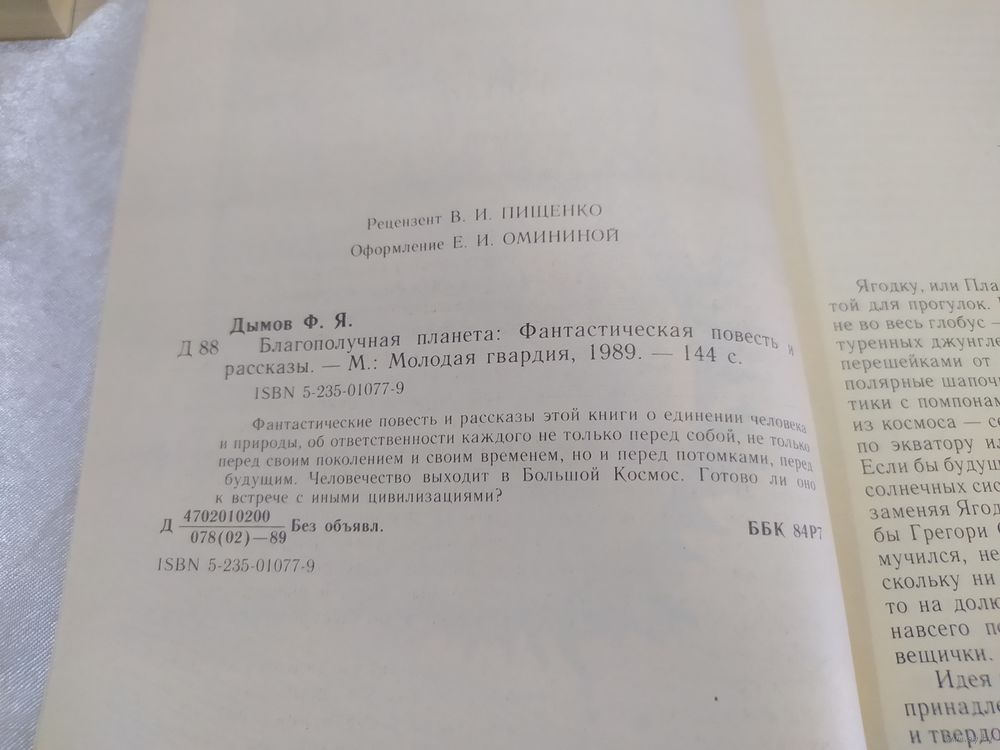 Рецензент В. И. ПИЩЕНКО
Оформление Е. И. ОМИНИНОЙ
Дымов Ф. Я.
Д 88 Благополучная планета: Фантастическая повесть и
рассказы. — М.: Молодая гвардия, 1989. — 144 с.
ISBN 5-235-01077-9
Фантастические повесть и рассказы этой книги о единении человека
и природы, об ответственности каждого не только перед собой, не только
перед своим поколением и своим временем, но и перед потомками, перед
будущим. Человечество выходит в Большой Космос. Готово ли оно
к встрече с иными цивилизациями?
Д 4702010200
078(02)—89 Без объявл.
ББК 84Р7
ISBN 5-235-01077-9
Ягодку, или Пла
той для прогулок.
не во весь глобус —
туренных джунгле
перешейками от
полярные шапоч
тики с помпонам
из космоса — се
по экватору ил
Если бы будущ
солнечных сис
заменяя Ягод
бы Грегори
мучился, не
скольку ни
то на долю
навсего по
вещички.
Идея
принадле
и твердо